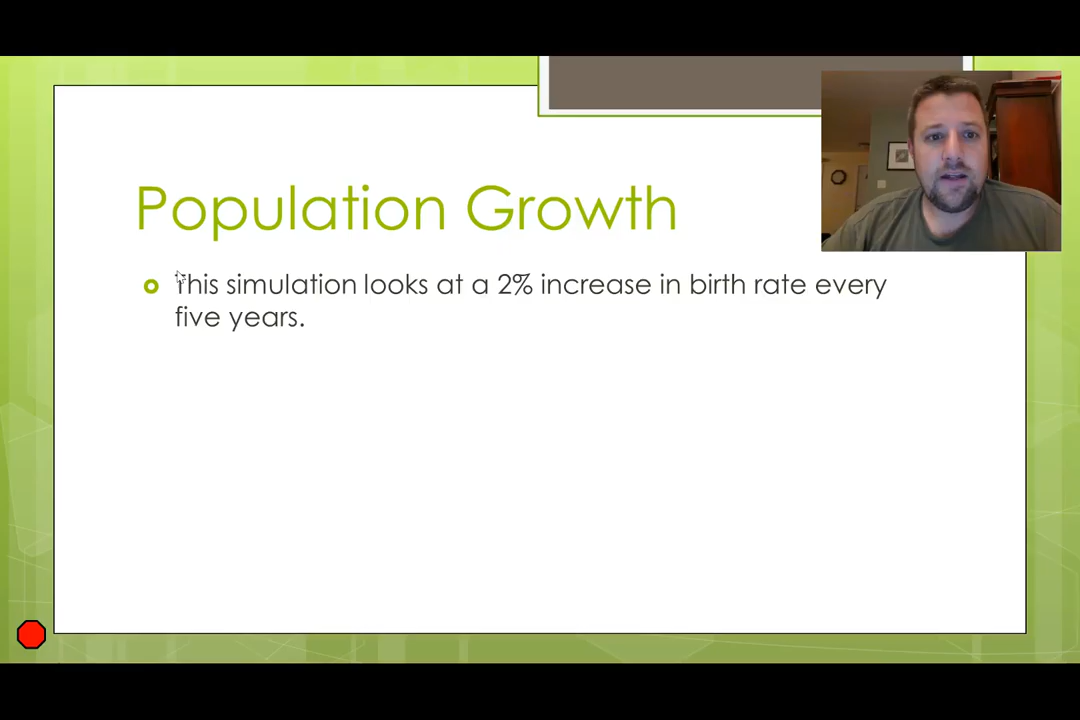 Population Growth
This simulation looks at a 2% increase in birth rate every
five years.